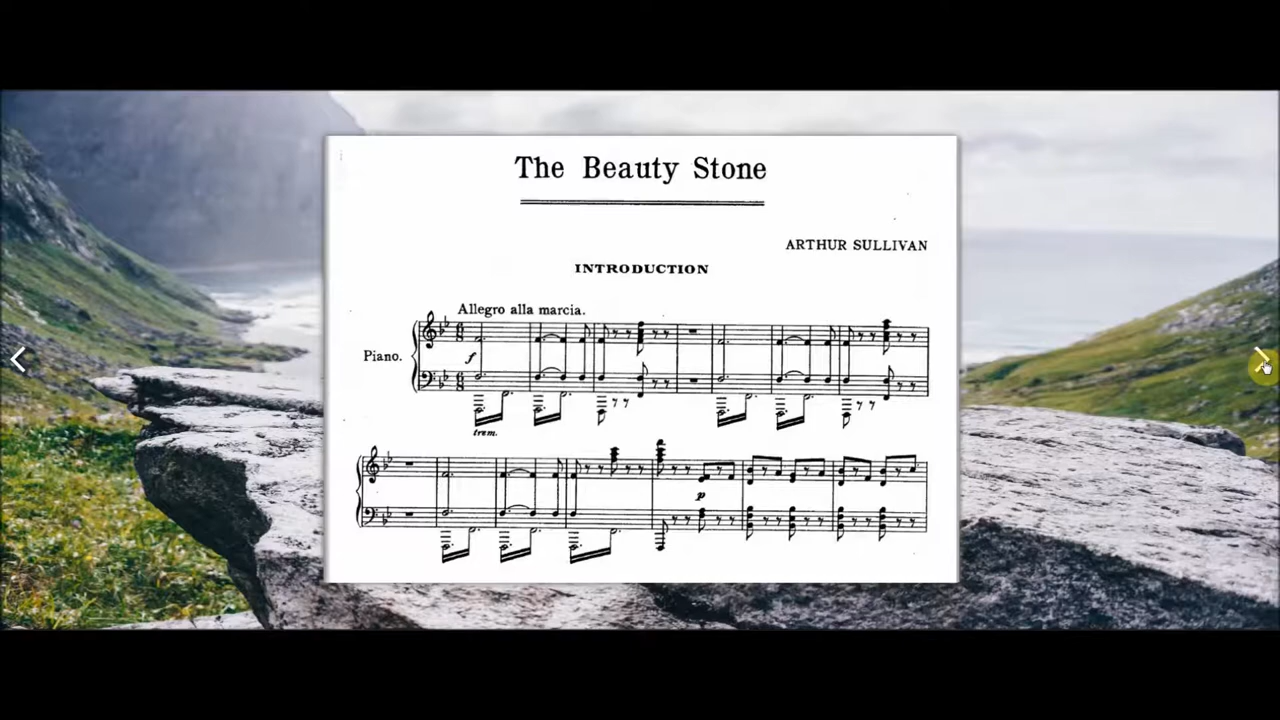 The Beauty Stone
ARTHUR SULLIVAN
INTRODUCTION
Allegro alla marcia.
Piano.
f
trem.
p